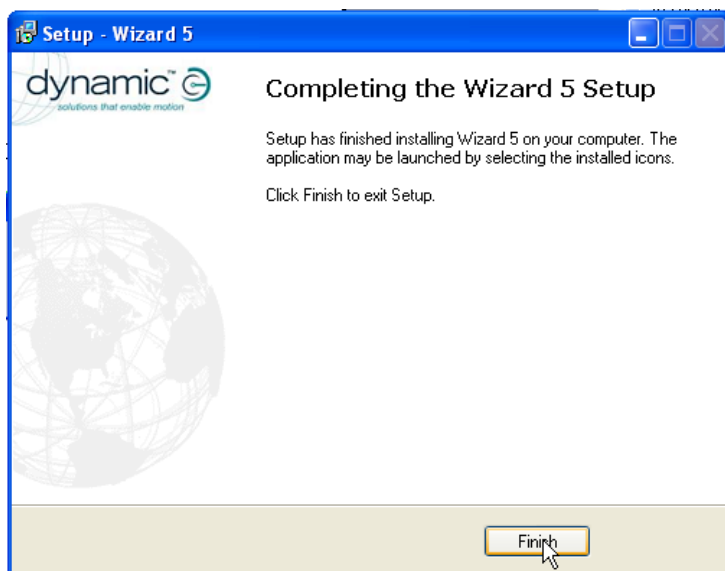 Setup - Wizard 5
dynamic™
solutions that enable motion
Completing the Wizard 5 Setup
Setup has finished installing Wizard 5 on your computer. The
application may be launched by selecting the installed icons.
Click Finish to exit Setup.
Finish